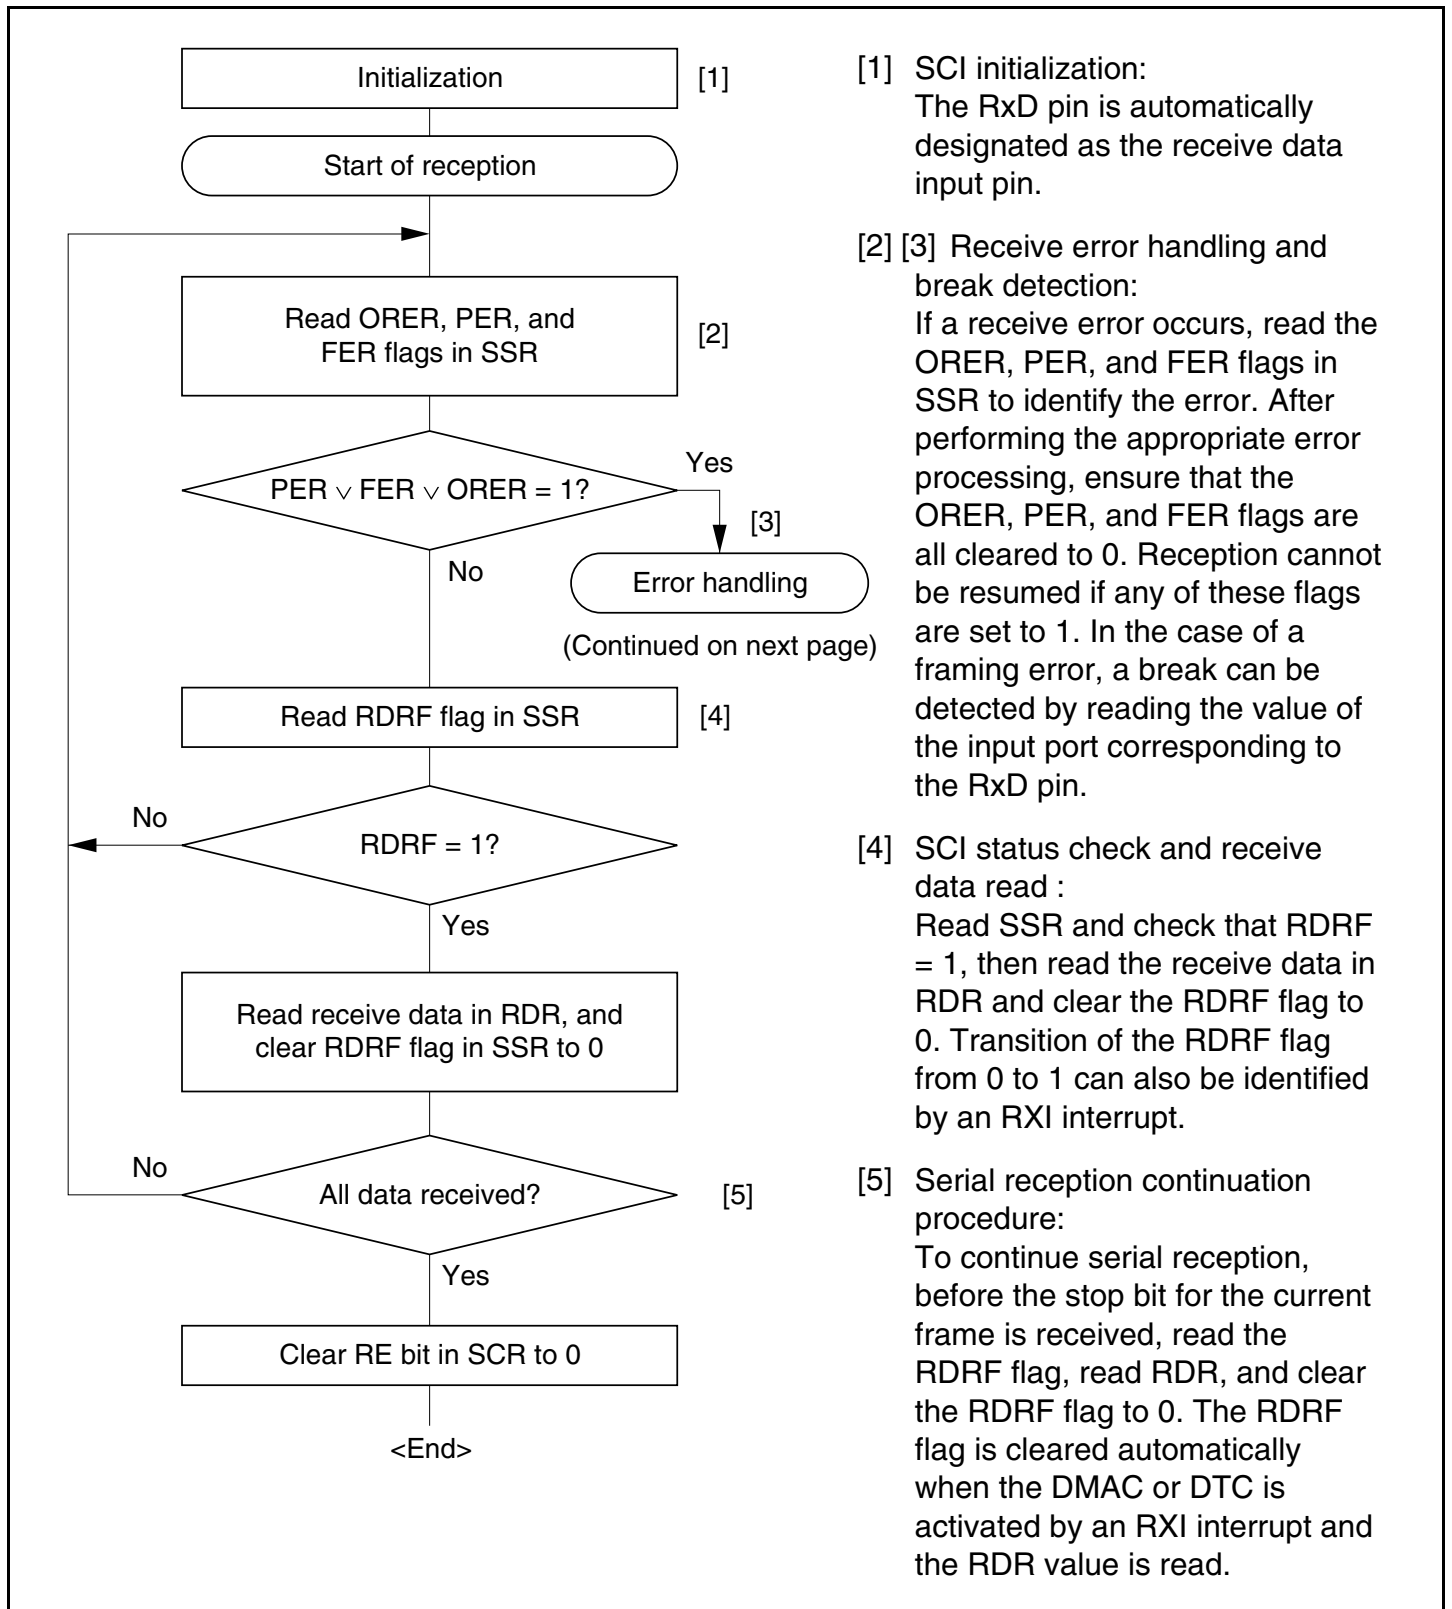 Initialization
[1]
Start of reception
Read ORER, PER, and
FER flags in SSR
[2]
PER ∨ FER ∨ ORER = 1?
Yes
[3]
No
Error handling
(Continued on next page)
Read RDRF flag in SSR
[4]
No
RDRF = 1?
Yes
Read receive data in RDR, and
clear RDRF flag in SSR to 0
No
All data received?
[5]
Yes
Clear RE bit in SCR to 0
<End>
[1] SCI initialization:
The RxD pin is automatically
designated as the receive data
input pin.
[2] [3] Receive error handling and
break detection:
If a receive error occurs, read the
ORER, PER, and FER flags in
SSR to identify the error. After
performing the appropriate error
processing, ensure that the
ORER, PER, and FER flags are
all cleared to 0. Reception cannot
be resumed if any of these flags
are set to 1. In the case of a
framing error, a break can be
detected by reading the value of
the input port corresponding to
the RxD pin.
[4] SCI status check and receive
data read :
Read SSR and check that RDRF
= 1, then read the receive data in
RDR and clear the RDRF flag to
0. Transition of the RDRF flag
from 0 to 1 can also be identified
by an RXI interrupt.
[5] Serial reception continuation
procedure:
To continue serial reception,
before the stop bit for the current
frame is received, read the
RDRF flag, read RDR, and clear
the RDRF flag to 0. The RDRF
flag is cleared automatically
when the DMAC or DTC is
activated by an RXI interrupt and
the RDR value is read.